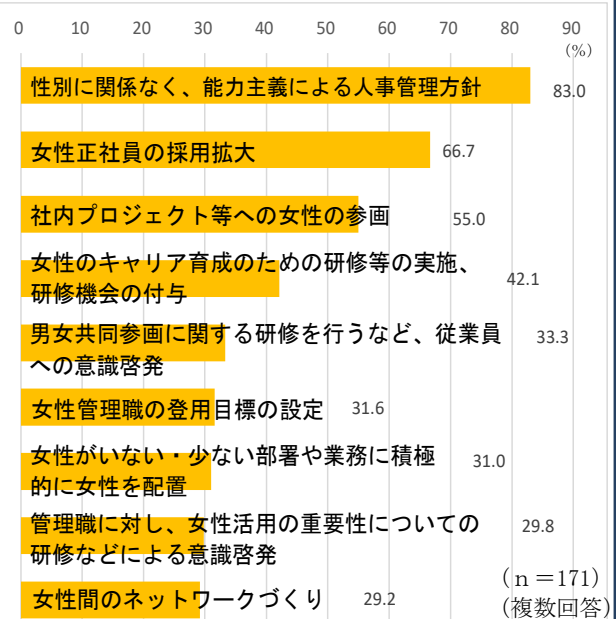 0 10 20 30 40 50 60 70 80 90
(%)
性別に関係なく、能力主義による人事管理方針 83.0
女性正社員の採用拡大 66.7
社内プロジェクト等への女性の参画 55.0
女性のキャリア育成のための研修等の実施、
研修機会の付与 42.1
男女共同参画に関する研修を行うなど、従業員
への意識啓発 33.3
女性管理職の登用目標の設定 31.6
女性がいない・少ない部署や業務に積極
的に女性を配置 31.0
管理職に対し、女性活用の重要性についての
研修などによる意識啓発 29.8
女性間のネットワークづくり 29.2
(n=171)
(複数回答)